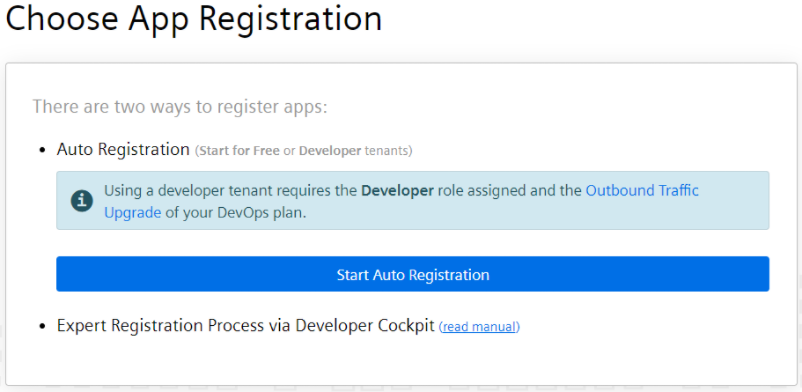 Choose App Registration
There are two ways to register apps:
• Auto Registration (Start for Free or Developer tenants)
Using a developer tenant requires the Developer role assigned and the Outbound Traffic
Upgrade of your DevOps plan.
Start Auto Registration
• Expert Registration Process via Developer Cockpit (read manual)